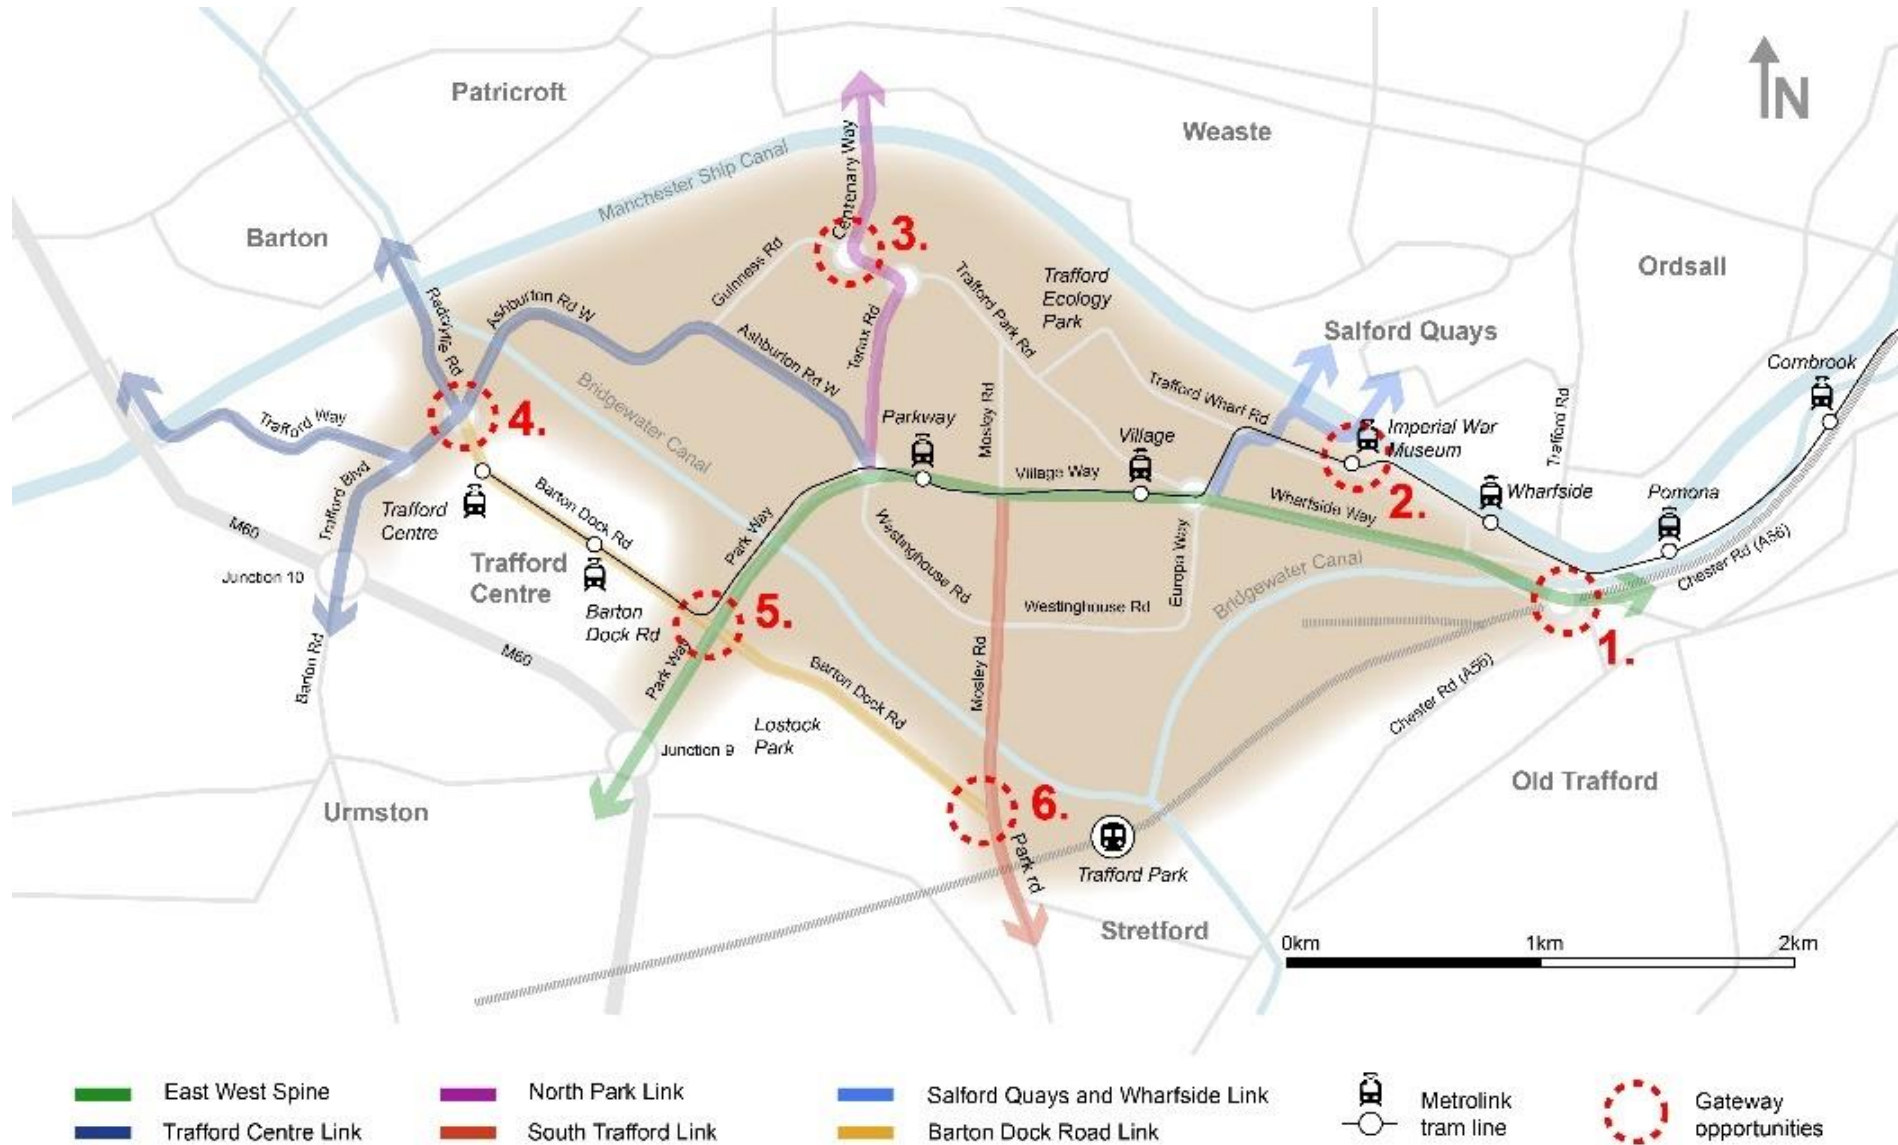 Patricroft
Weaste
N
Centenary Way
Manchester Ship Canal
Barton
3.
Ordsall
Guinness Rd
Trafford Park Rd
Trafford
Ecology
Park
Radclyffe Rd
Ashburton Rd W
Tenax Rd
Salford Quays
Ashburton Rd W
Cornbrook
Bridgewater Canal
Mosley Rd
Trafford Wharf Rd
Trafford Rd
Trafford Way
4.
Parkway
Village
Imperial War
Museum
Trafford Blvd
Village Way
Wharfside Way
2.
Wharfside
Pomona
Trafford
Centre
Barton Dock Rd
Park Way
Westinghouse Rd
Europa Way
Chester Rd (A56)
M60
Junction 10
Trafford
Centre
Bridgewater Canal
Westinghouse Rd
Barton
Dock Rd
5.
1.
Barton Rd
M60
Park Way
Barton Dock Rd
Mosley Rd
Chester Rd (A56)
Lostock
Park
Junction 9
Old Trafford
Urmston
6.
Park rd
Trafford Park
Stretford
0km 1km 2km
East West Spine
North Park Link
Salford Quays and Wharfside Link
Metrolink
tram line
Gateway
opportunities
Trafford Centre Link
South Trafford Link
Barton Dock Road Link